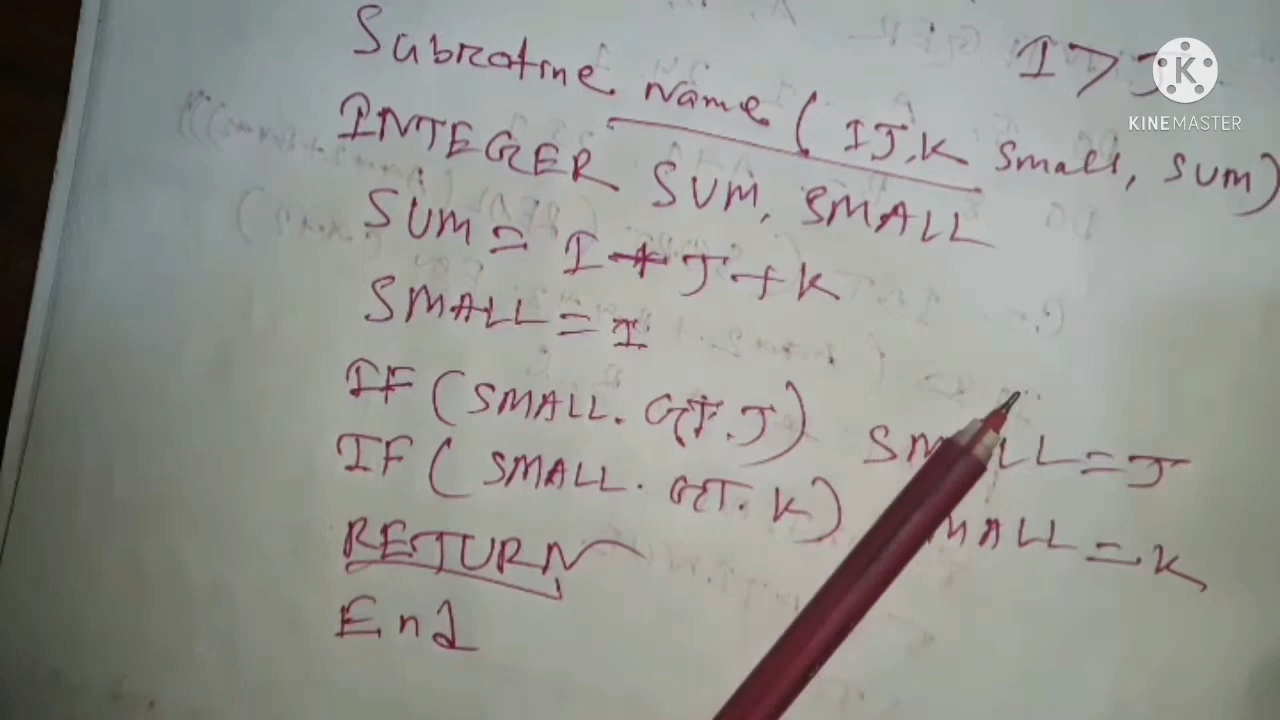 I > J
K
KINEMASTER
Subrotine name (IJ,K small, sum)
INTEGER SUM, SMALL
SUM = I + J + K
SMALL = I
IF (SMALL. GT. J) SMALL = J
IF (SMALL. GT. K) SMALL = K
RETURN
End